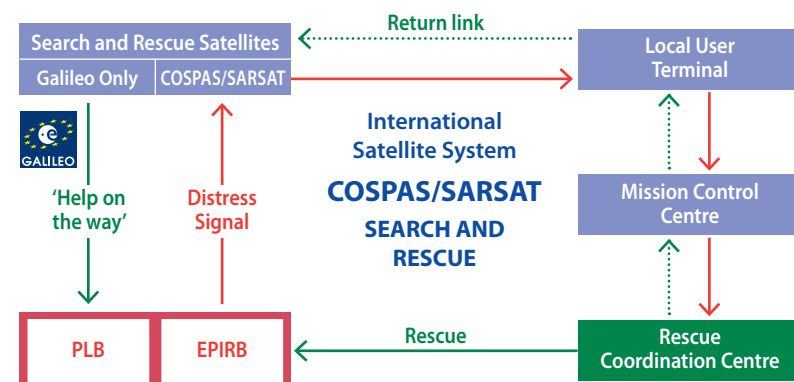 Return link
Search and Rescue Satellites
Galileo Only
COSPAS/SARSAT
Local User
Terminal
GALILEO
International
Satellite System
COSPAS/SARSAT
SEARCH AND
RESCUE
'Help on
the way'
Distress
Signal
Mission Control
Centre
PLB
EPIRB
Rescue
Rescue
Coordination Centre